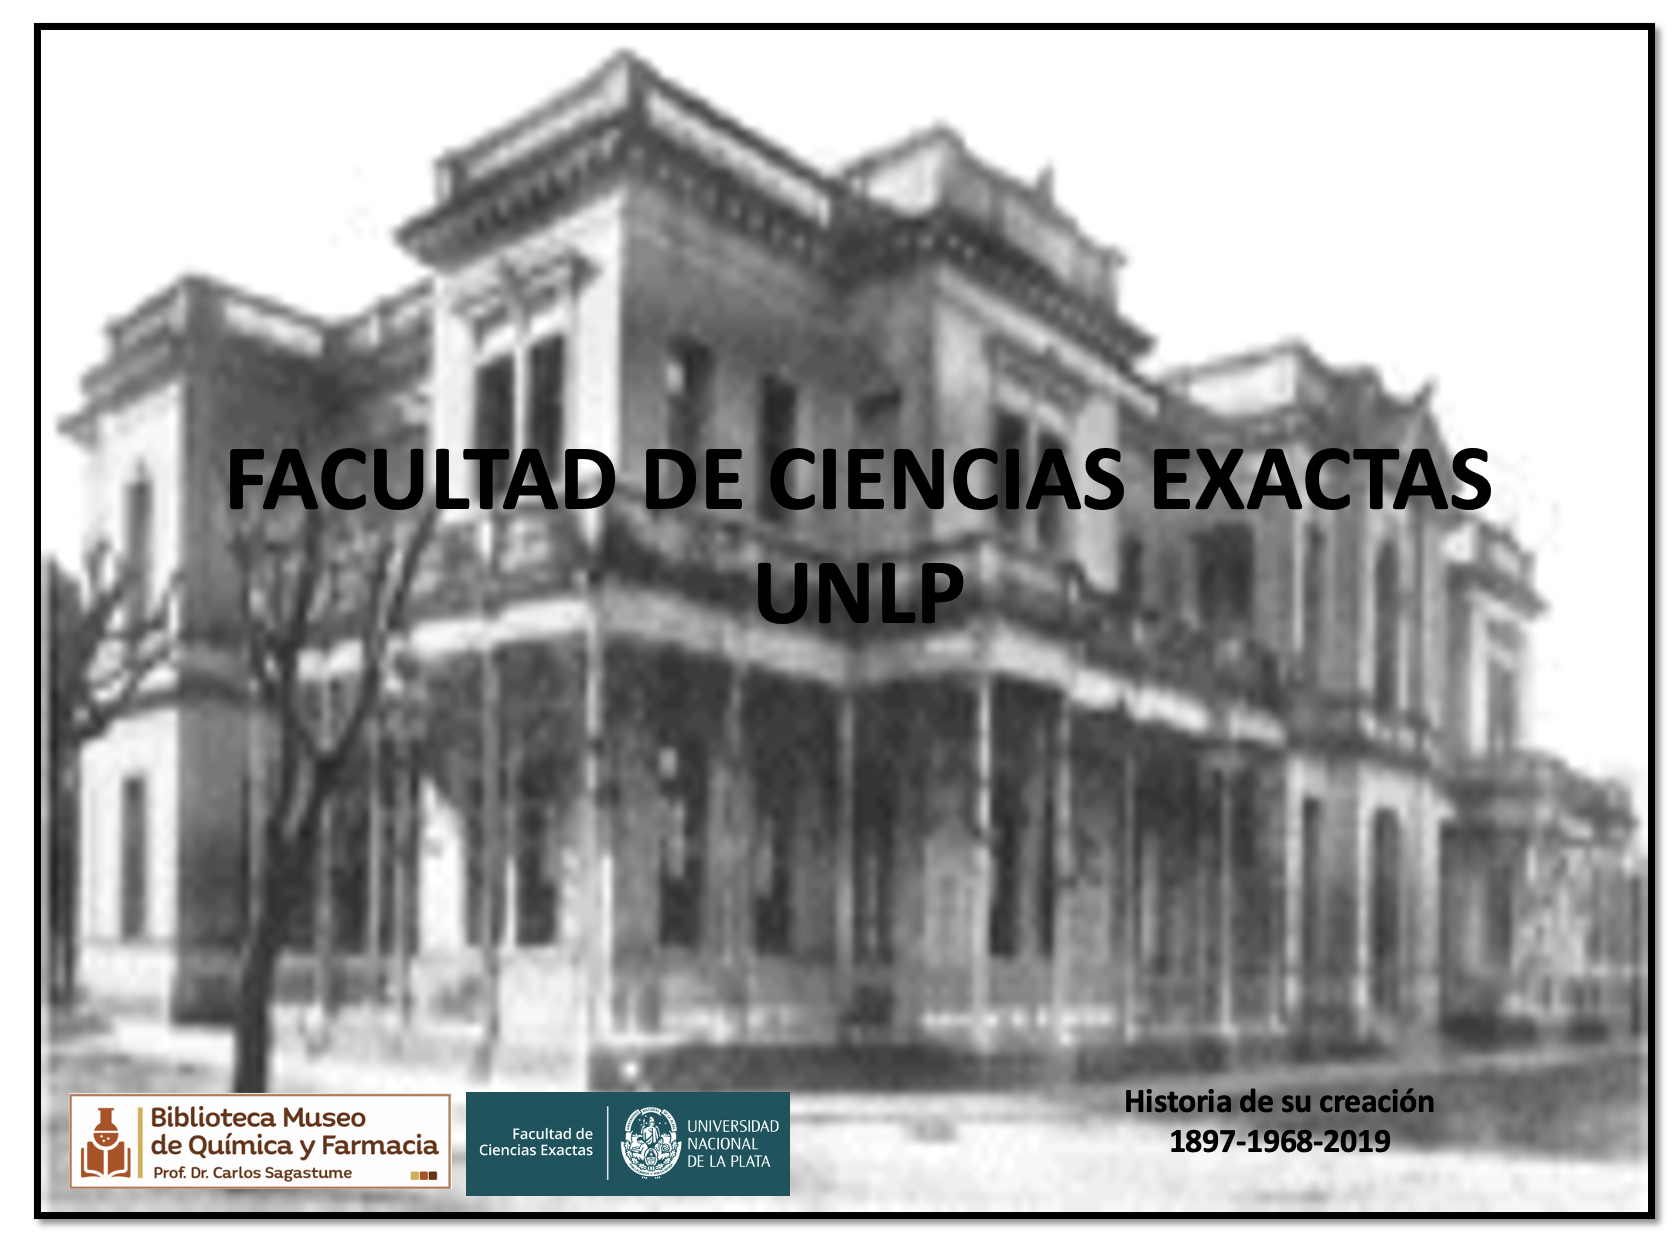 FACULTAD DE CIENCIAS EXACTAS
UNLP
Historia de su creación
1897-1968-2019
Biblioteca Museo
de Química y Farmacia
Prof. Dr. Carlos Sagastume
Facultad de
Ciencias Exactas
UNIVERSIDAD
NACIONAL
DE LA PLATA